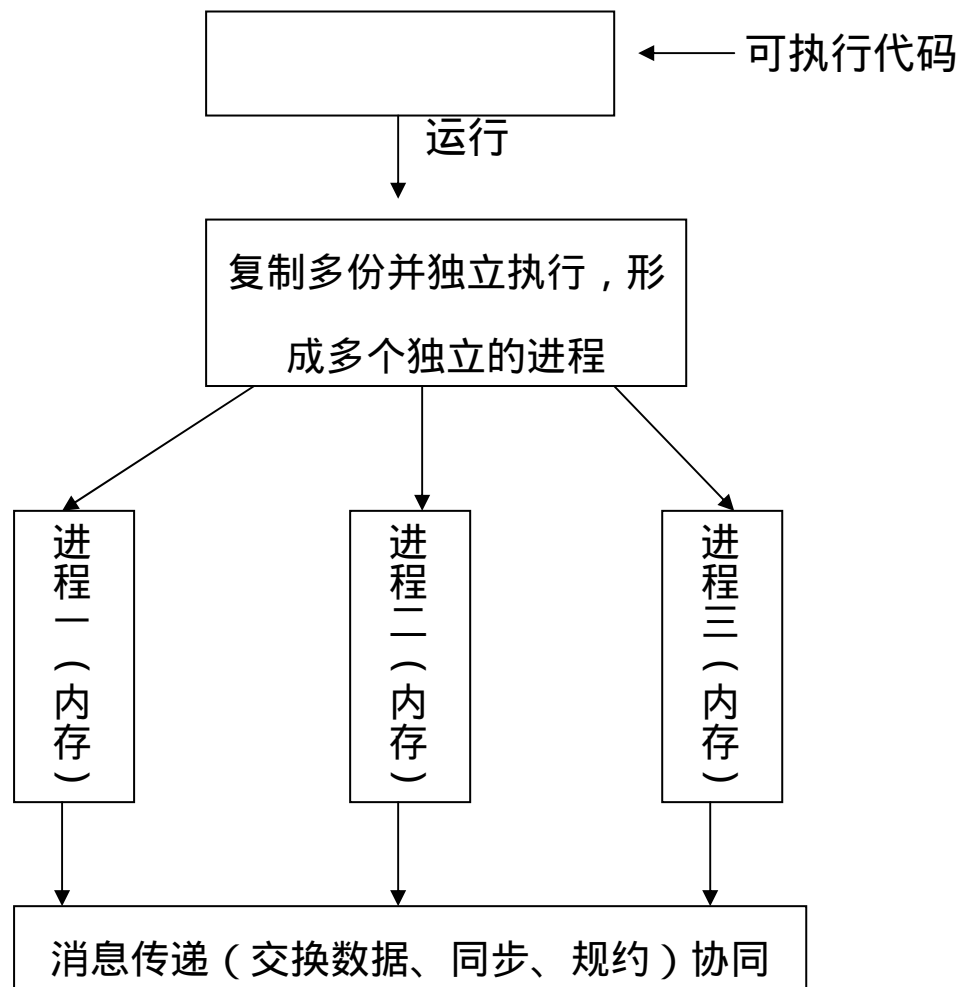 可执行代码
运行
复制多份并独立执行，形
成多个独立的进程
进程一（内存）
进程二（内存）
进程三（内存）
消息传递（交换数据、同步、规约）协同